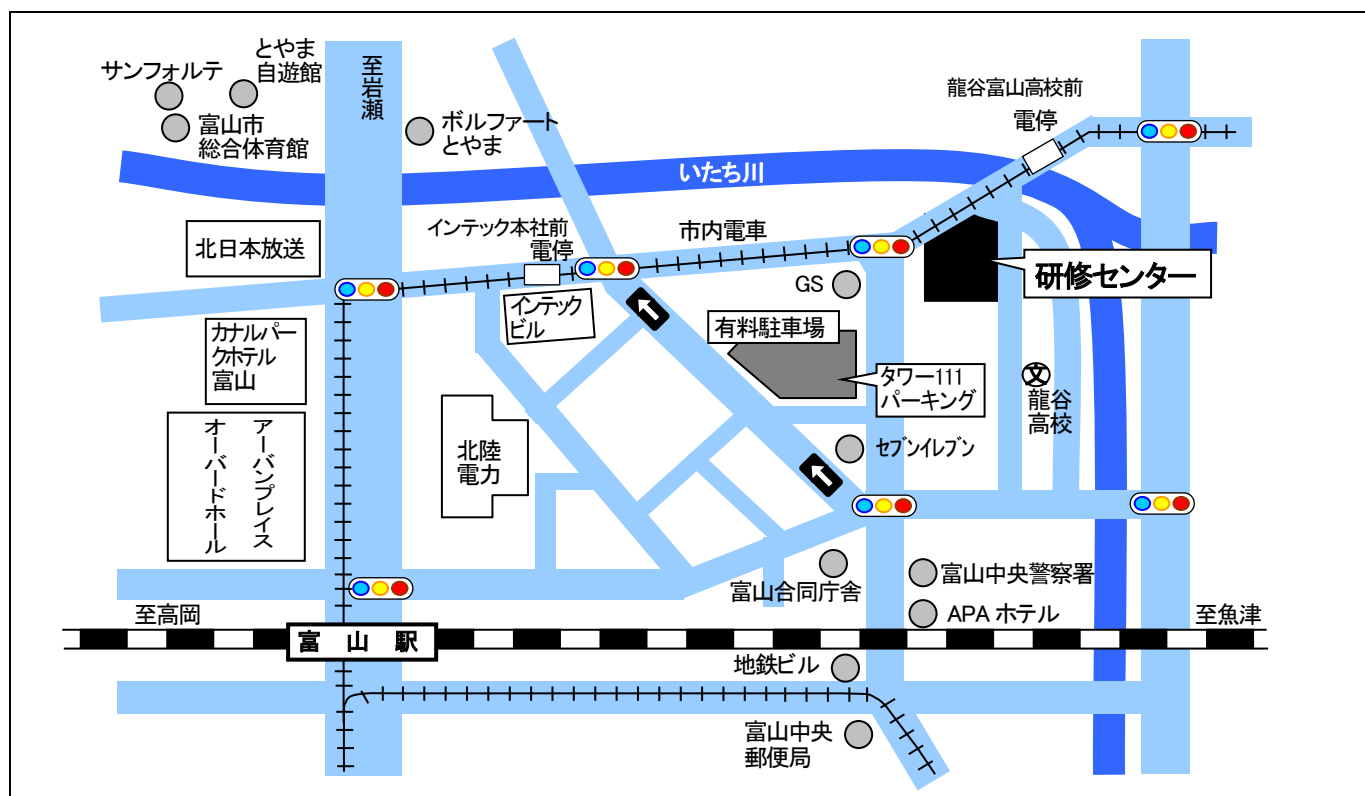 とやま
自遊館
サンフォルテ
富山市
総合体育館
至岩瀬
ボルファート
とやま
龍谷富山高校前
電停
いたち川
北日本放送
インテック本社前
電停
市内電車
研修センター
GS
インテック
ビル
有料駐車場
カナルパー
クホテル
富山
タワー111
パーキング
文
龍谷
高校
アーバンプレイス
オーバードホール
北陸
電力
セブンイレブン
富山合同庁舎
富山中央警察署
APA ホテル
至高岡
至魚津
富山駅
地鉄ビル
富山中央
郵便局